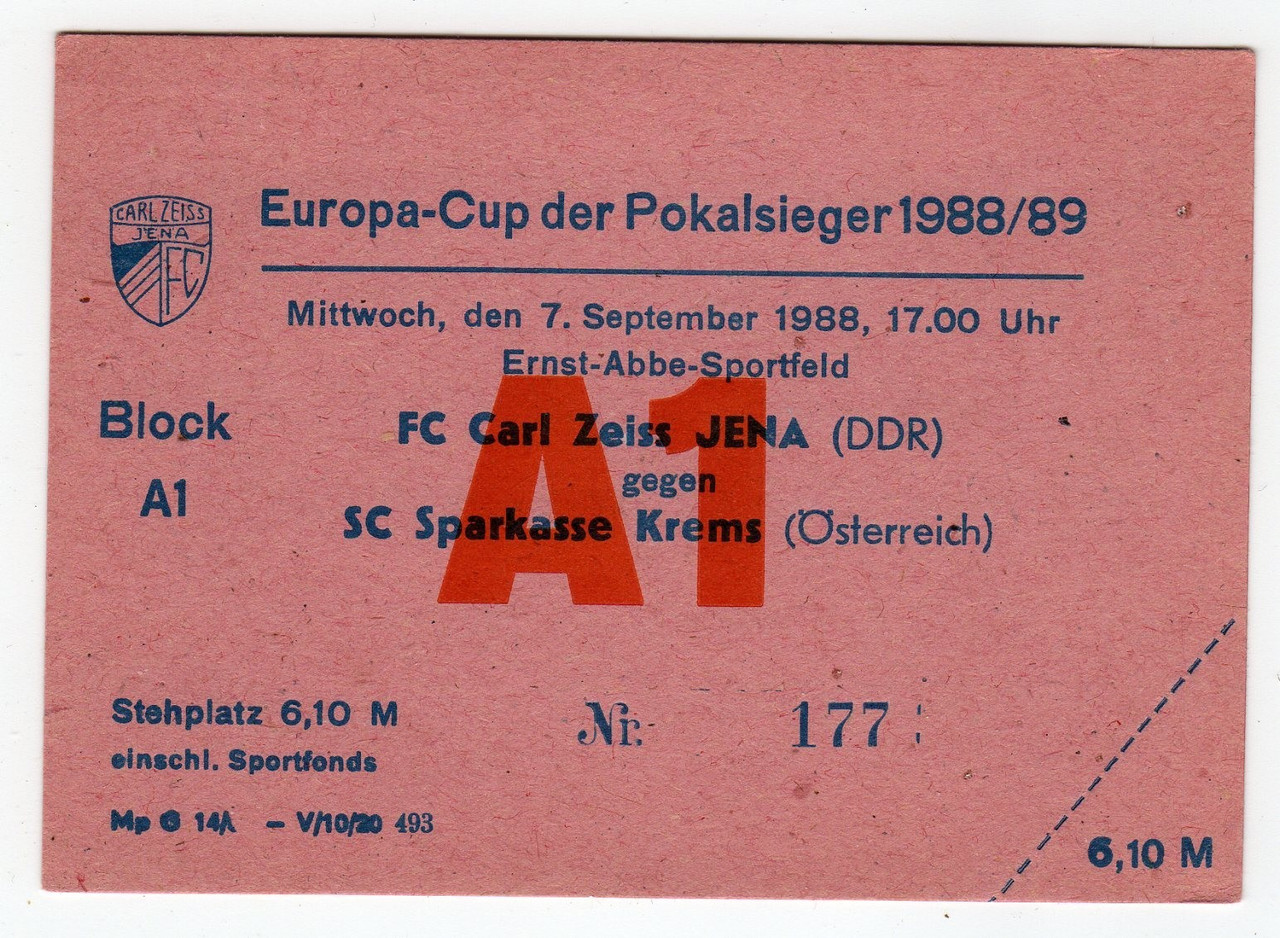 CARL ZEISS
JENA
FC
Europa-Cup der Pokalsieger 1988/89
Mittwoch, den 7. September 1988, 17.00 Uhr
Ernst-Abbe-Sportfeld
Block
A1
A1
FC Carl Zeiss JENA (DDR)
gegen
SC Sparkasse Krems (Österreich)
Stehplatz 6,10 M
einschl. Sportfonds
Nr. 177
Mp G 14/ – V/10/20 493
6,10 M